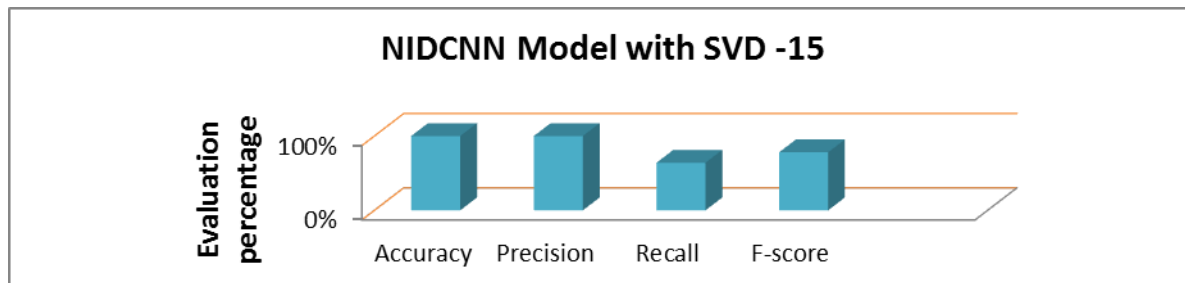 NIDCNN Model with SVD -15
Evaluation
percentage
100%
0%
Accuracy Precision Recall F-score